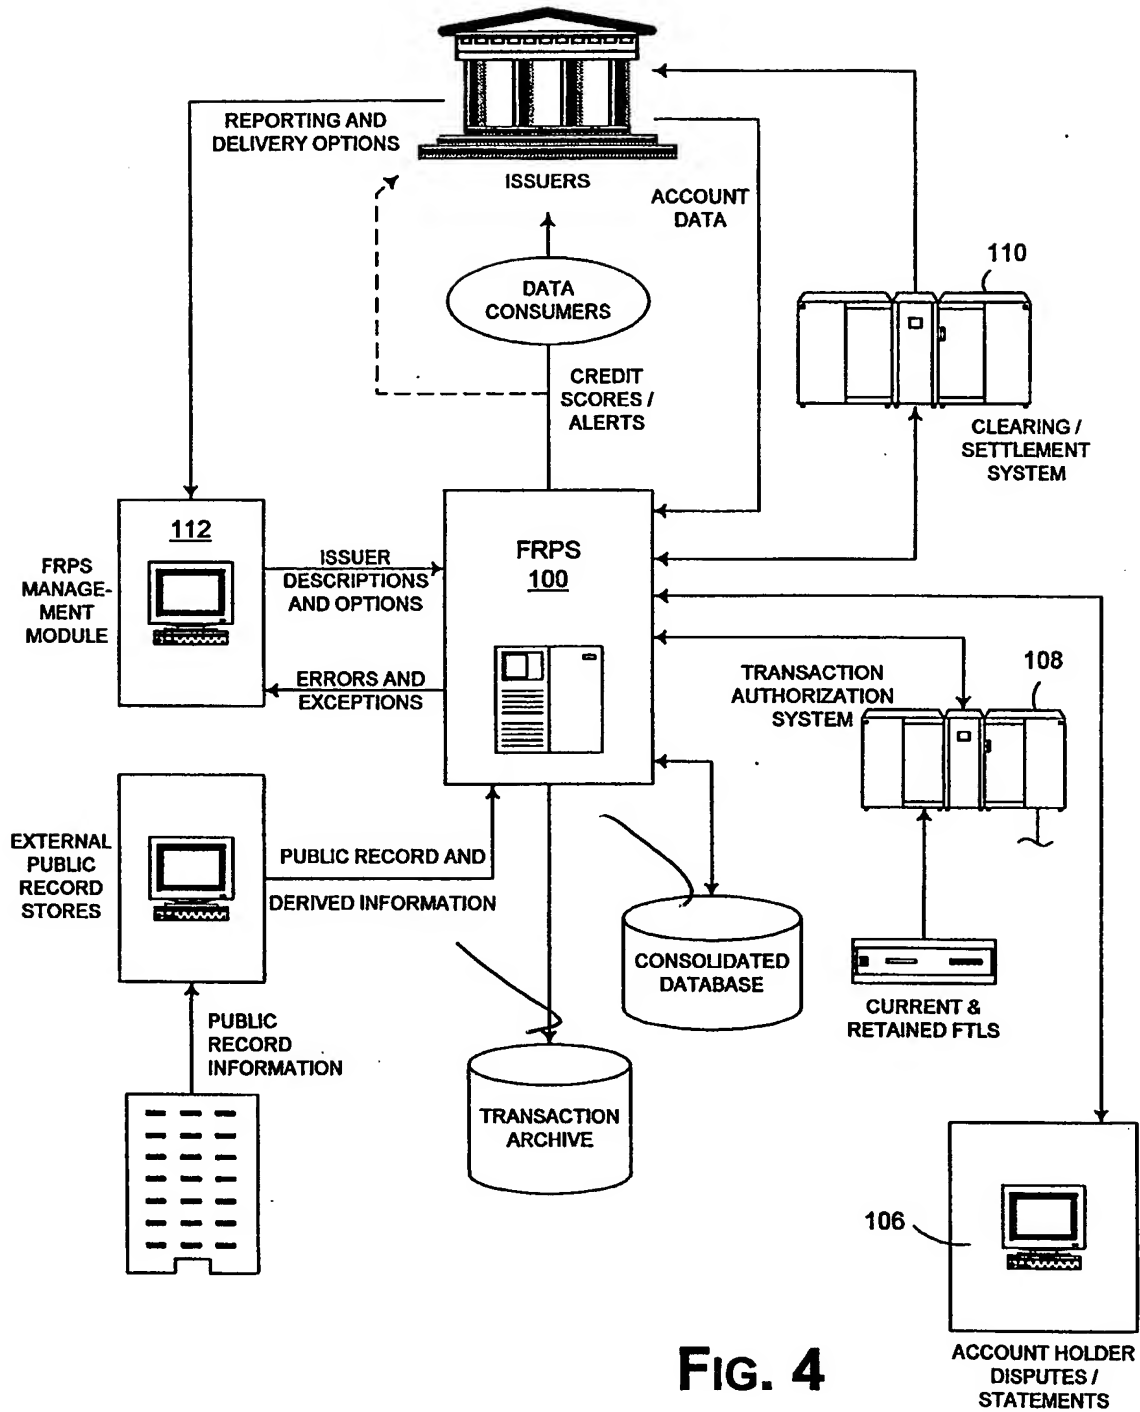 REPORTING AND
DELIVERY OPTIONS
ISSUERS
ACCOUNT
DATA
110
DATA
CONSUMERS
CREDIT
SCORES /
ALERTS
CLEARING /
SETTLEMENT
SYSTEM
112
FRPS
MANAGE-
MENT
MODULE
ISSUER
DESCRIPTIONS
AND OPTIONS
FRPS
100
ERRORS AND
EXCEPTIONS
TRANSACTION
AUTHORIZATION
SYSTEM
108
EXTERNAL
PUBLIC
RECORD
STORES
PUBLIC RECORD AND
DERIVED INFORMATION
CONSOLIDATED
DATABASE
CURRENT &
RETAINED FTLS
PUBLIC
RECORD
INFORMATION
TRANSACTION
ARCHIVE
106
ACCOUNT HOLDER
DISPUTES /
STATEMENTS
FIG. 4